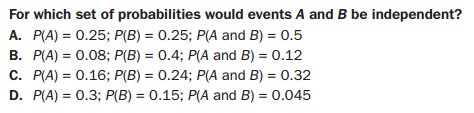 For which set of probabilities would events A and B be independent?
A. P(A) = 0.25; P(B) = 0.25; P(A and B) = 0.5
B. P(A) = 0.08; P(B) = 0.4; P(A and B) = 0.12
C. P(A) = 0.16; P(B) = 0.24; P(A and B) = 0.32
D. P(A) = 0.3; P(B) = 0.15; P(A and B) = 0.045